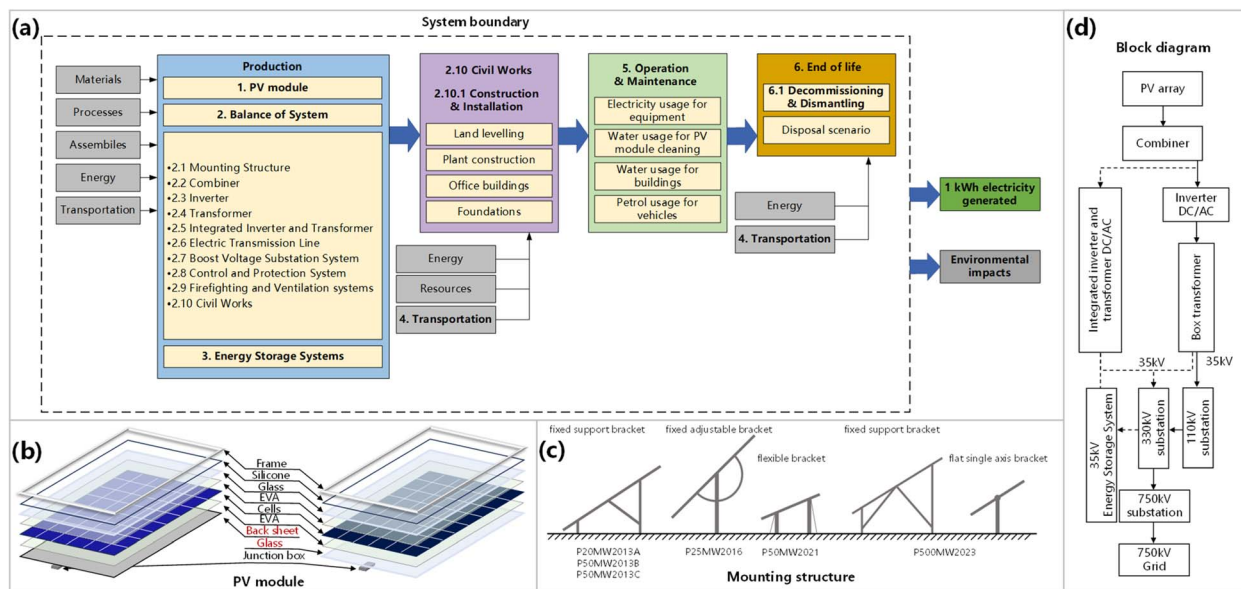 (a)
System boundary
Materials
Processes
Assembiles
Energy
Transportation
Production
1. PV module
2. Balance of System
•2.1 Mounting Structure
•2.2 Combiner
•2.3 Inverter
•2.4 Transformer
•2.5 Integrated Inverter and Transformer
•2.6 Electric Transmission Line
•2.7 Boost Voltage Substation System
•2.8 Control and Protection System
•2.9 Firefighting and Ventilation systems
•2.10 Civil Works
3. Energy Storage Systems
2.10 Civil Works
2.10.1 Construction
& Installation
Land levelling
Plant construction
Office buildings
Foundations
Energy
Resources
4. Transportation
5. Operation
& Maintenance
Electricity usage for
equipment
Water usage for PV
module cleaning
Water usage for
buildings
Petrol usage for
vehicles
6. End of life
6.1 Decommissioning
& Dismantling
Disposal scenario
Energy
4. Transportation
1 kWh electricity
generated
Environmental
impacts
(b)
Frame
Silicone
Glass
EVA
Cells
EVA
Back sheet
Glass
Junction box
PV module
(c)
fixed support bracket
fixed adjustable bracket
flexible bracket
fixed support bracket
flat single axis bracket
P20MW2013A
P50MW2013B
P50MW2013C
P25MW2016
P50MW2021
P500MW2023
Mounting structure
(d)
Block diagram
PV array
Combiner
Integrated inverter and
transformer DC/AC
Inverter
DC/AC
Box transformer
35kV
35kV
35kV
Energy Storage System
330kV
substation
110kV
substation
750kV
substation
750kV
Grid